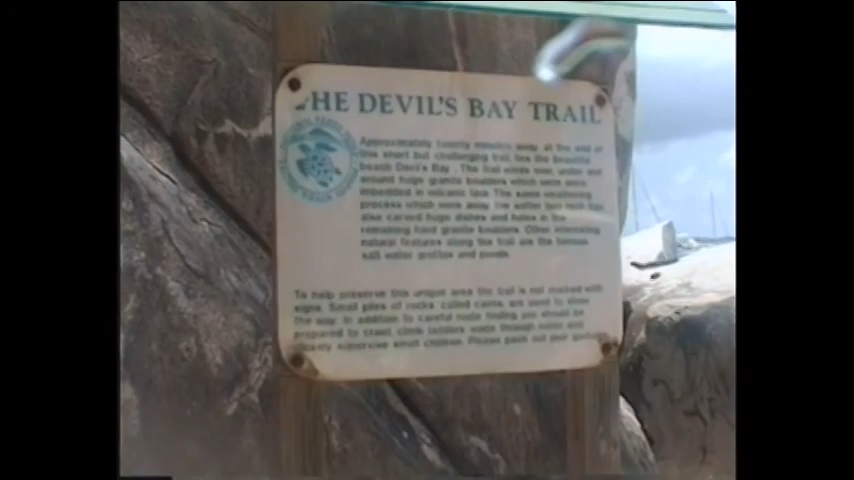 THE DEVIL'S BAY TRAIL
Approximately twenty minutes away at the end of
this short but challenging trail, lies the beautiful
beach Devil's Bay. The trail winds over, under and
around huge granite boulders which were once
embedded in volcanic lava. The same weathering
process which wore away the softer lava rock has
also carved huge dishes and holes in the
remaining hard granite boulders. Other interesting
natural features along the trail are the famous
salt water grottos and ponds.
To help preserve this unique area the trail is not marked with
signs. Small piles of rocks, called cairns, are used to show
the way. In addition to careful route finding you should be
prepared to crawl, climb ladders, wade through water and
closely supervise small children. Please pack out your garbage.